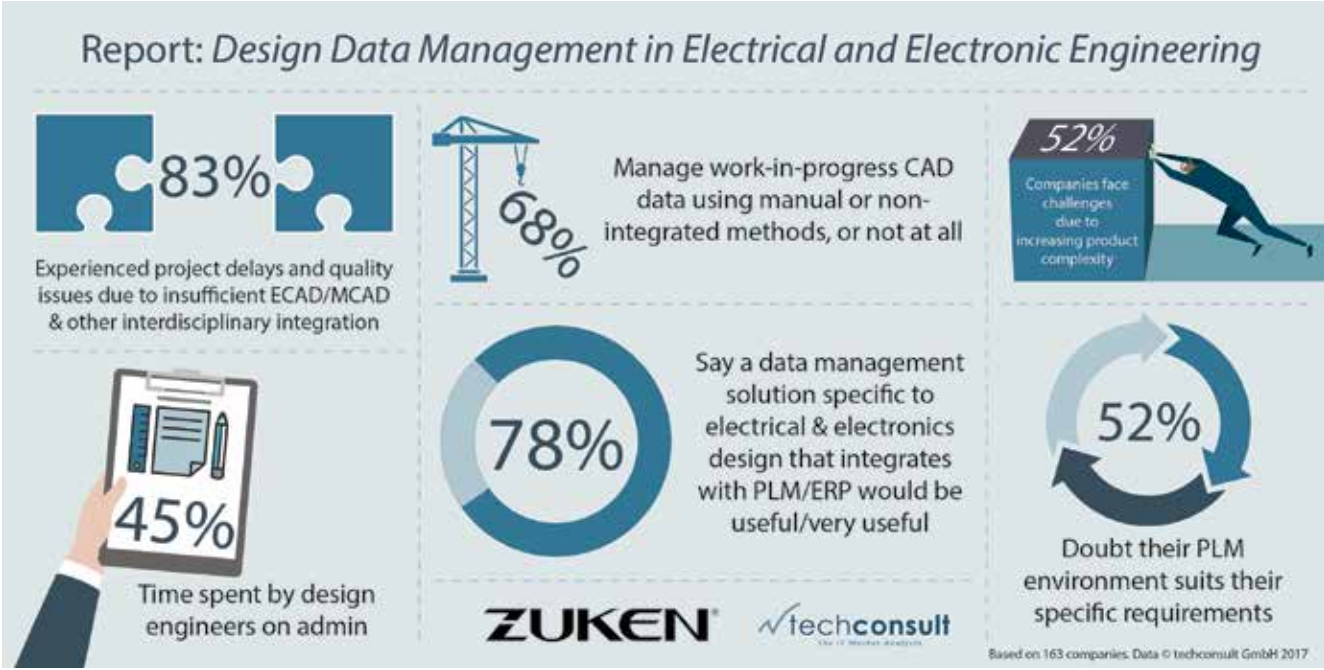 Report: Design Data Management in Electrical and Electronic Engineering
83%
Experienced project delays and quality
issues due to insufficient ECAD/MCAD
& other interdisciplinary integration
45%
Time spent by design
engineers on admin
68%
Manage work-in-progress CAD
data using manual or non-
integrated methods, or not at all
78%
Say a data management
solution specific to
electrical & electronics
design that integrates
with PLM/ERP would be
useful/very useful
ZUKEN®
techconsult
The IT Market Analysts
52%
Companies face
challenges
due to
increasing product
complexity
52%
Doubt their PLM
environment suits their
specific requirements
Based on 163 companies. Data © techconsult GmbH 2017